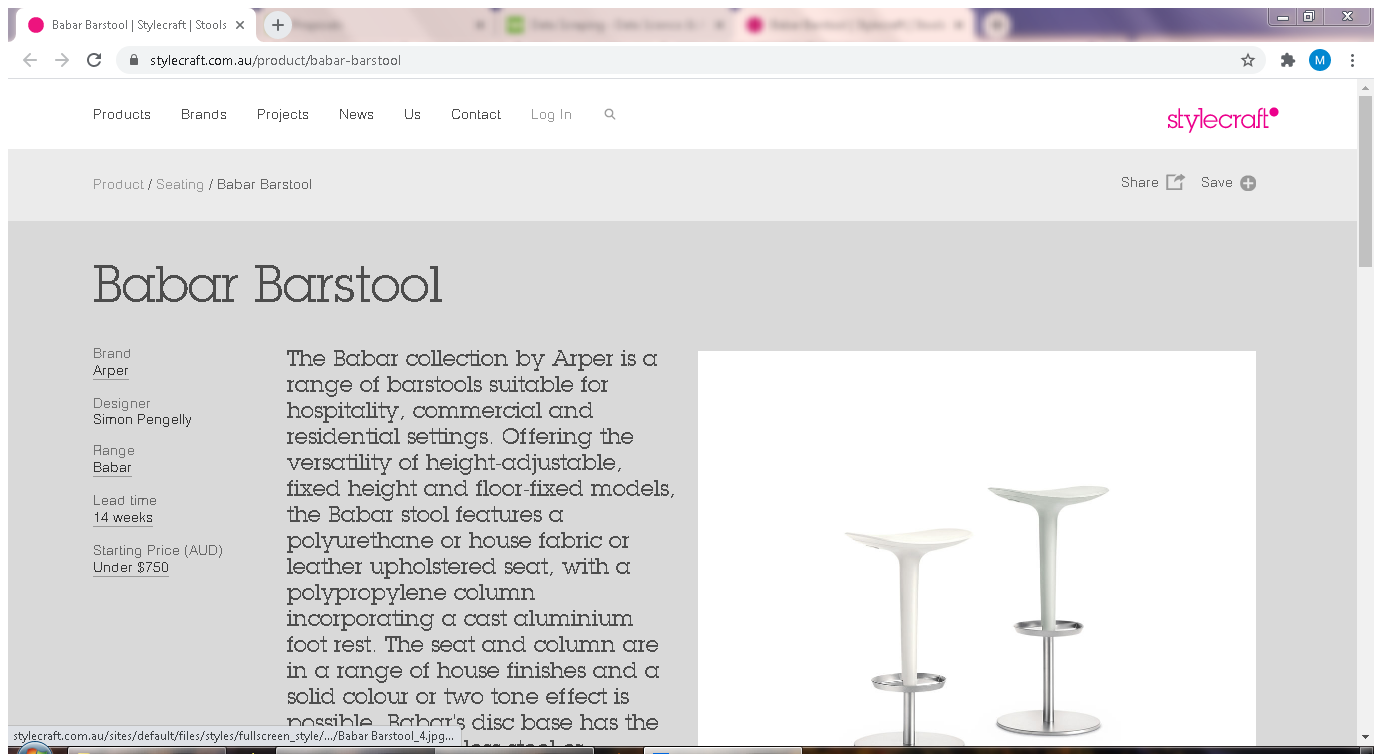 Babar Barstool | Stylecraft | Stools
stylecraft.com.au/product/babar-barstool
M
Products Brands Projects News Us Contact Log In
stylecraft
Product / Seating / Babar Barstool
Share Save
Babar Barstool
Brand
Arper
Designer
Simon Pengelly
Range
Babar
Lead time
14 weeks
Starting Price (AUD)
Under $750
The Babar collection by Arper is a
range of barstools suitable for
hospitality, commercial and
residential settings. Offering the
versatility of height-adjustable,
fixed height and floor-fixed models,
the Babar stool features a
polyurethane or house fabric or
leather upholstered seat, with a
polypropylene column
incorporating a cast aluminium
foot rest. The seat and column are
in a range of house finishes and a
solid colour or two tone effect is
possible. Babar's disc base has the
stylecraft.com.au/sites/default/files/styles/fullscreen_style/.../Babar Barstool_4.jpg...